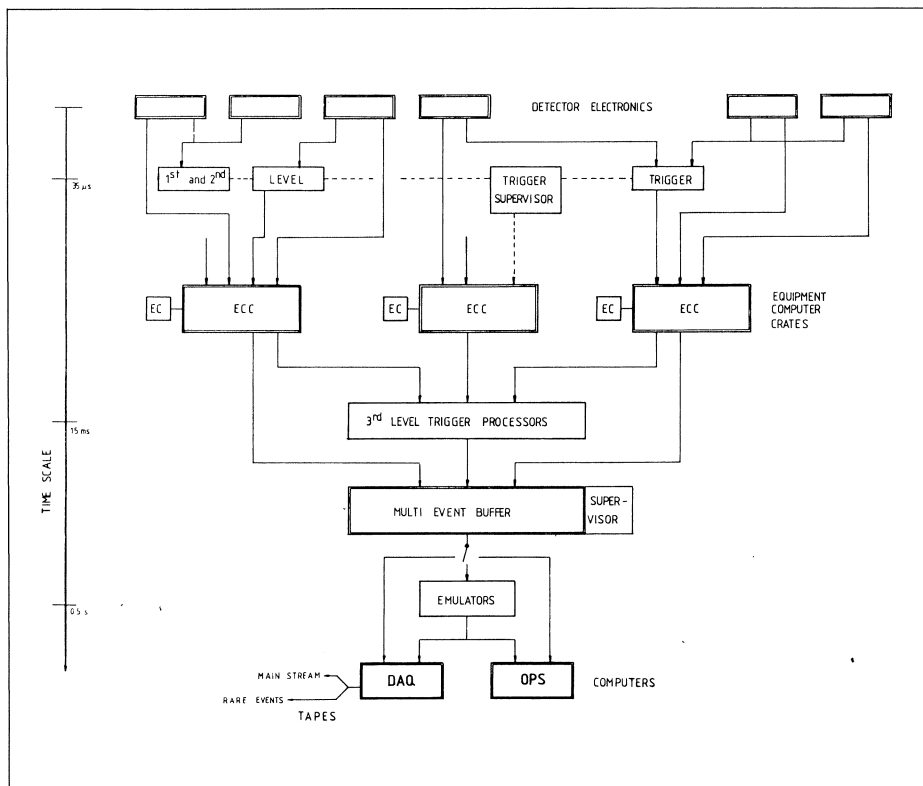 DETECTOR ELECTRONICS
1st and 2nd
LEVEL
TRIGGER
SUPERVISOR
TRIGGER
35 μs
EC
ECC
EC
ECC
EC
ECC
EQUIPMENT
COMPUTER
CRATES
3rd LEVEL TRIGGER PROCESSORS
15 ms
TIME SCALE
MULTI EVENT BUFFER
SUPER-
VISOR
EMULATORS
0.5 s
MAIN STREAM
RARE EVENTS
TAPES
DAQ
OPS
COMPUTERS